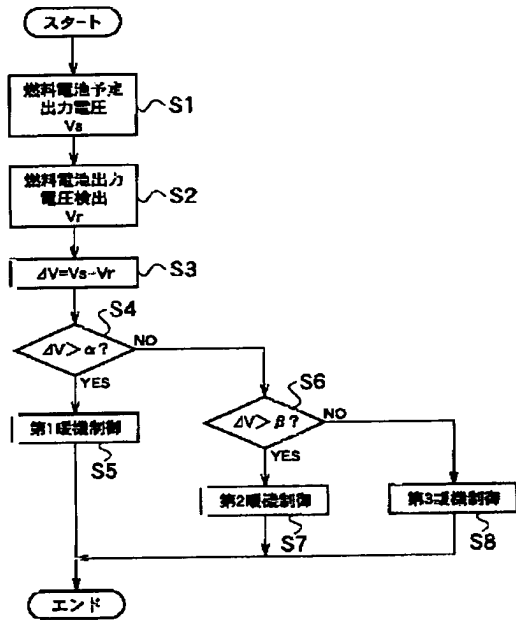 スタート
燃料電池予定
出力電圧
Vs
S1
燃料電池出力
電圧検出
Vr
S2
ΔV=Vs-Vr
S3
S4
ΔV>α?
NO
YES
第1暖機制御
S5
S6
ΔV>β?
NO
YES
第2暖機制御
S7
第3暖機制御
S8
エンド